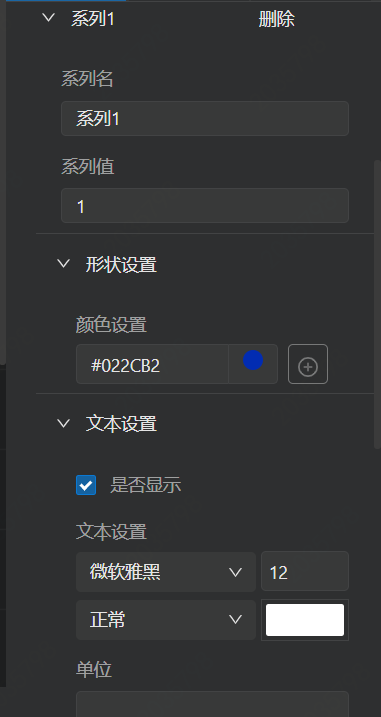 系列1 删除
系列名
系列1
系列值
1
形状设置
颜色设置
#022CB2
文本设置
是否显示
文本设置
微软雅黑 12
正常
单位